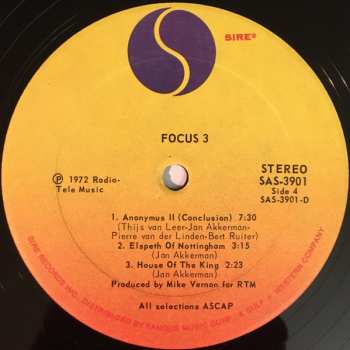 SIRE®
FOCUS 3
℗ 1972 Radio-
Tele Music
STEREO
SAS-3901
Side 4
SAS-3901-D
1. Anonymus II (Conclusion) 7:30
(Thijs van Leer-Jan Akkerman-
Pierre van der Linden-Bert Ruiter)
2. Elspeth of Nottingham 3:15
(Jan Akkerman)
3. House Of The King 2:23
(Jan Akkerman)
Produced by Mike Vernon for RTM
All selections ASCAP
SIRE RECORDS INC. DISTRIBUTED BY FAMOUS MUSIC CORP. A GULF + WESTERN COMPANY